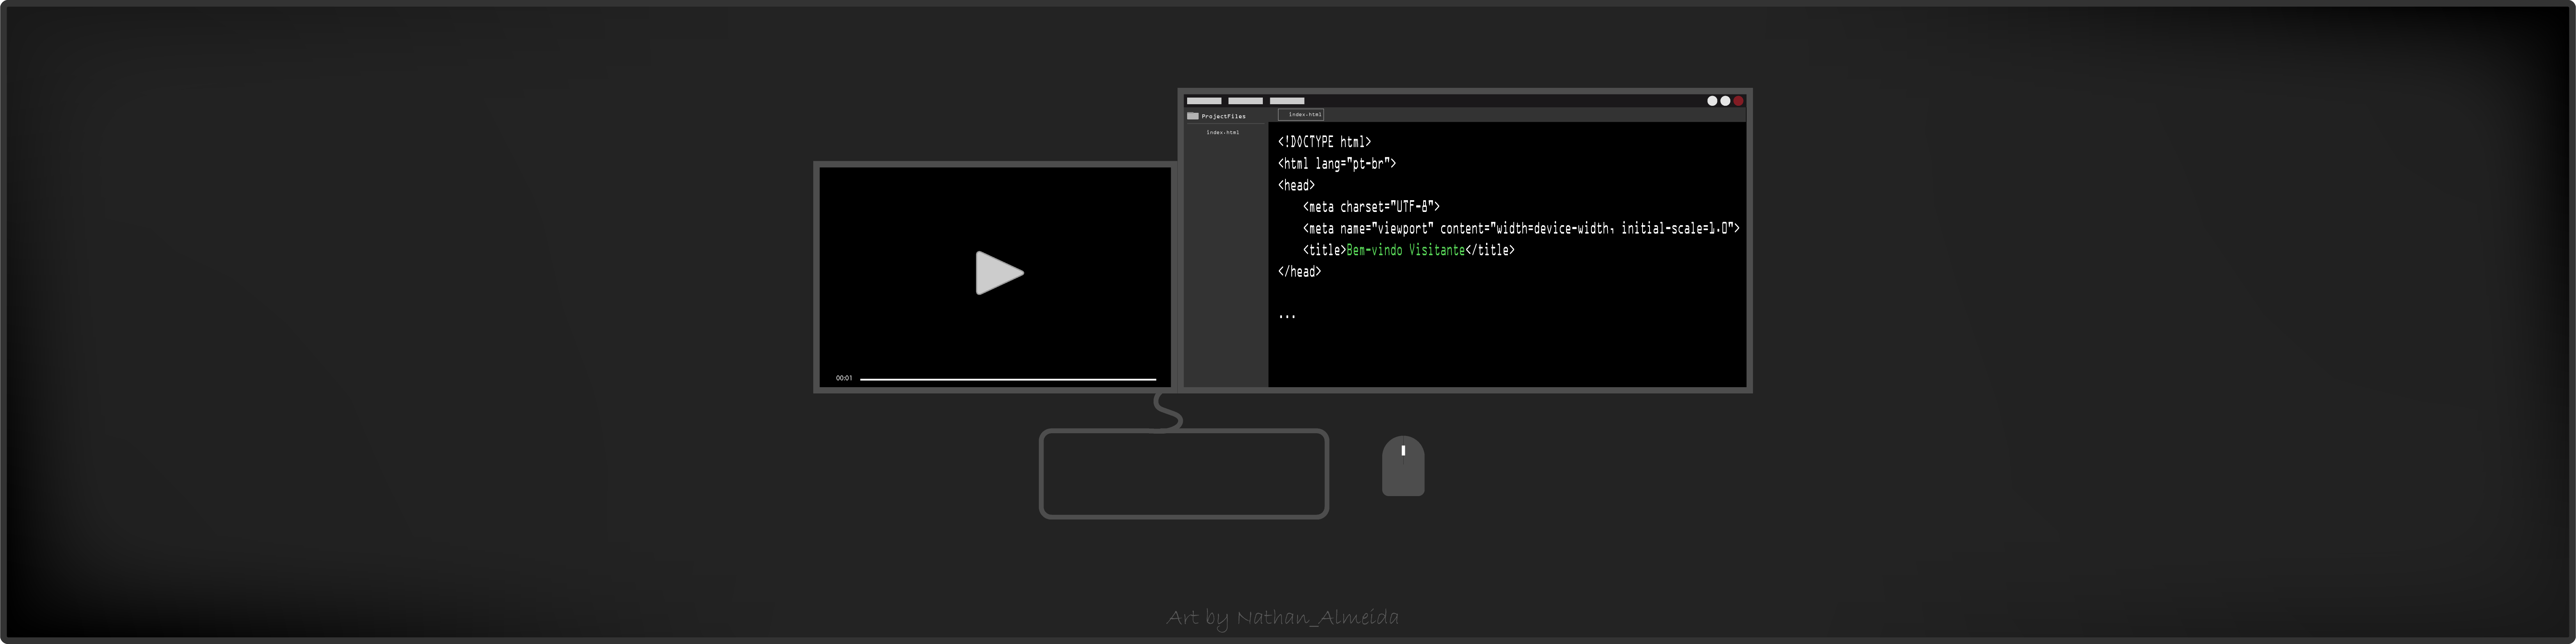 ProjectFiles
index.html
index.html
<!DOCTYPE html>
<html lang="pt-br">
<head>
    <meta charset="UTF-8">
    <meta name="viewport" content="width=device-width, initial-scale=1.0">
    <title>Bem-vindo Visitante</title>
</head>
...
00:01
Art by Nathan_Almeida